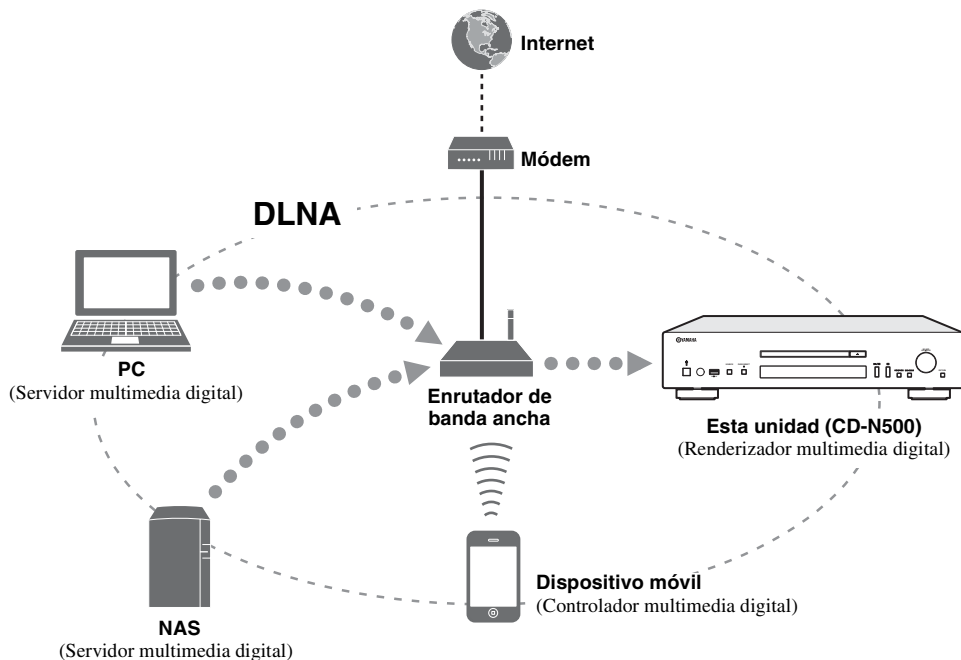 Internet
Módem
DLNA
YAMAHA
PC
(Servidor multimedia digital)
Enrutador de
banda ancha
Esta unidad (CD-N500)
(Renderizador multimedia digital)
Dispositivo móvil
(Controlador multimedia digital)
NAS
(Servidor multimedia digital)